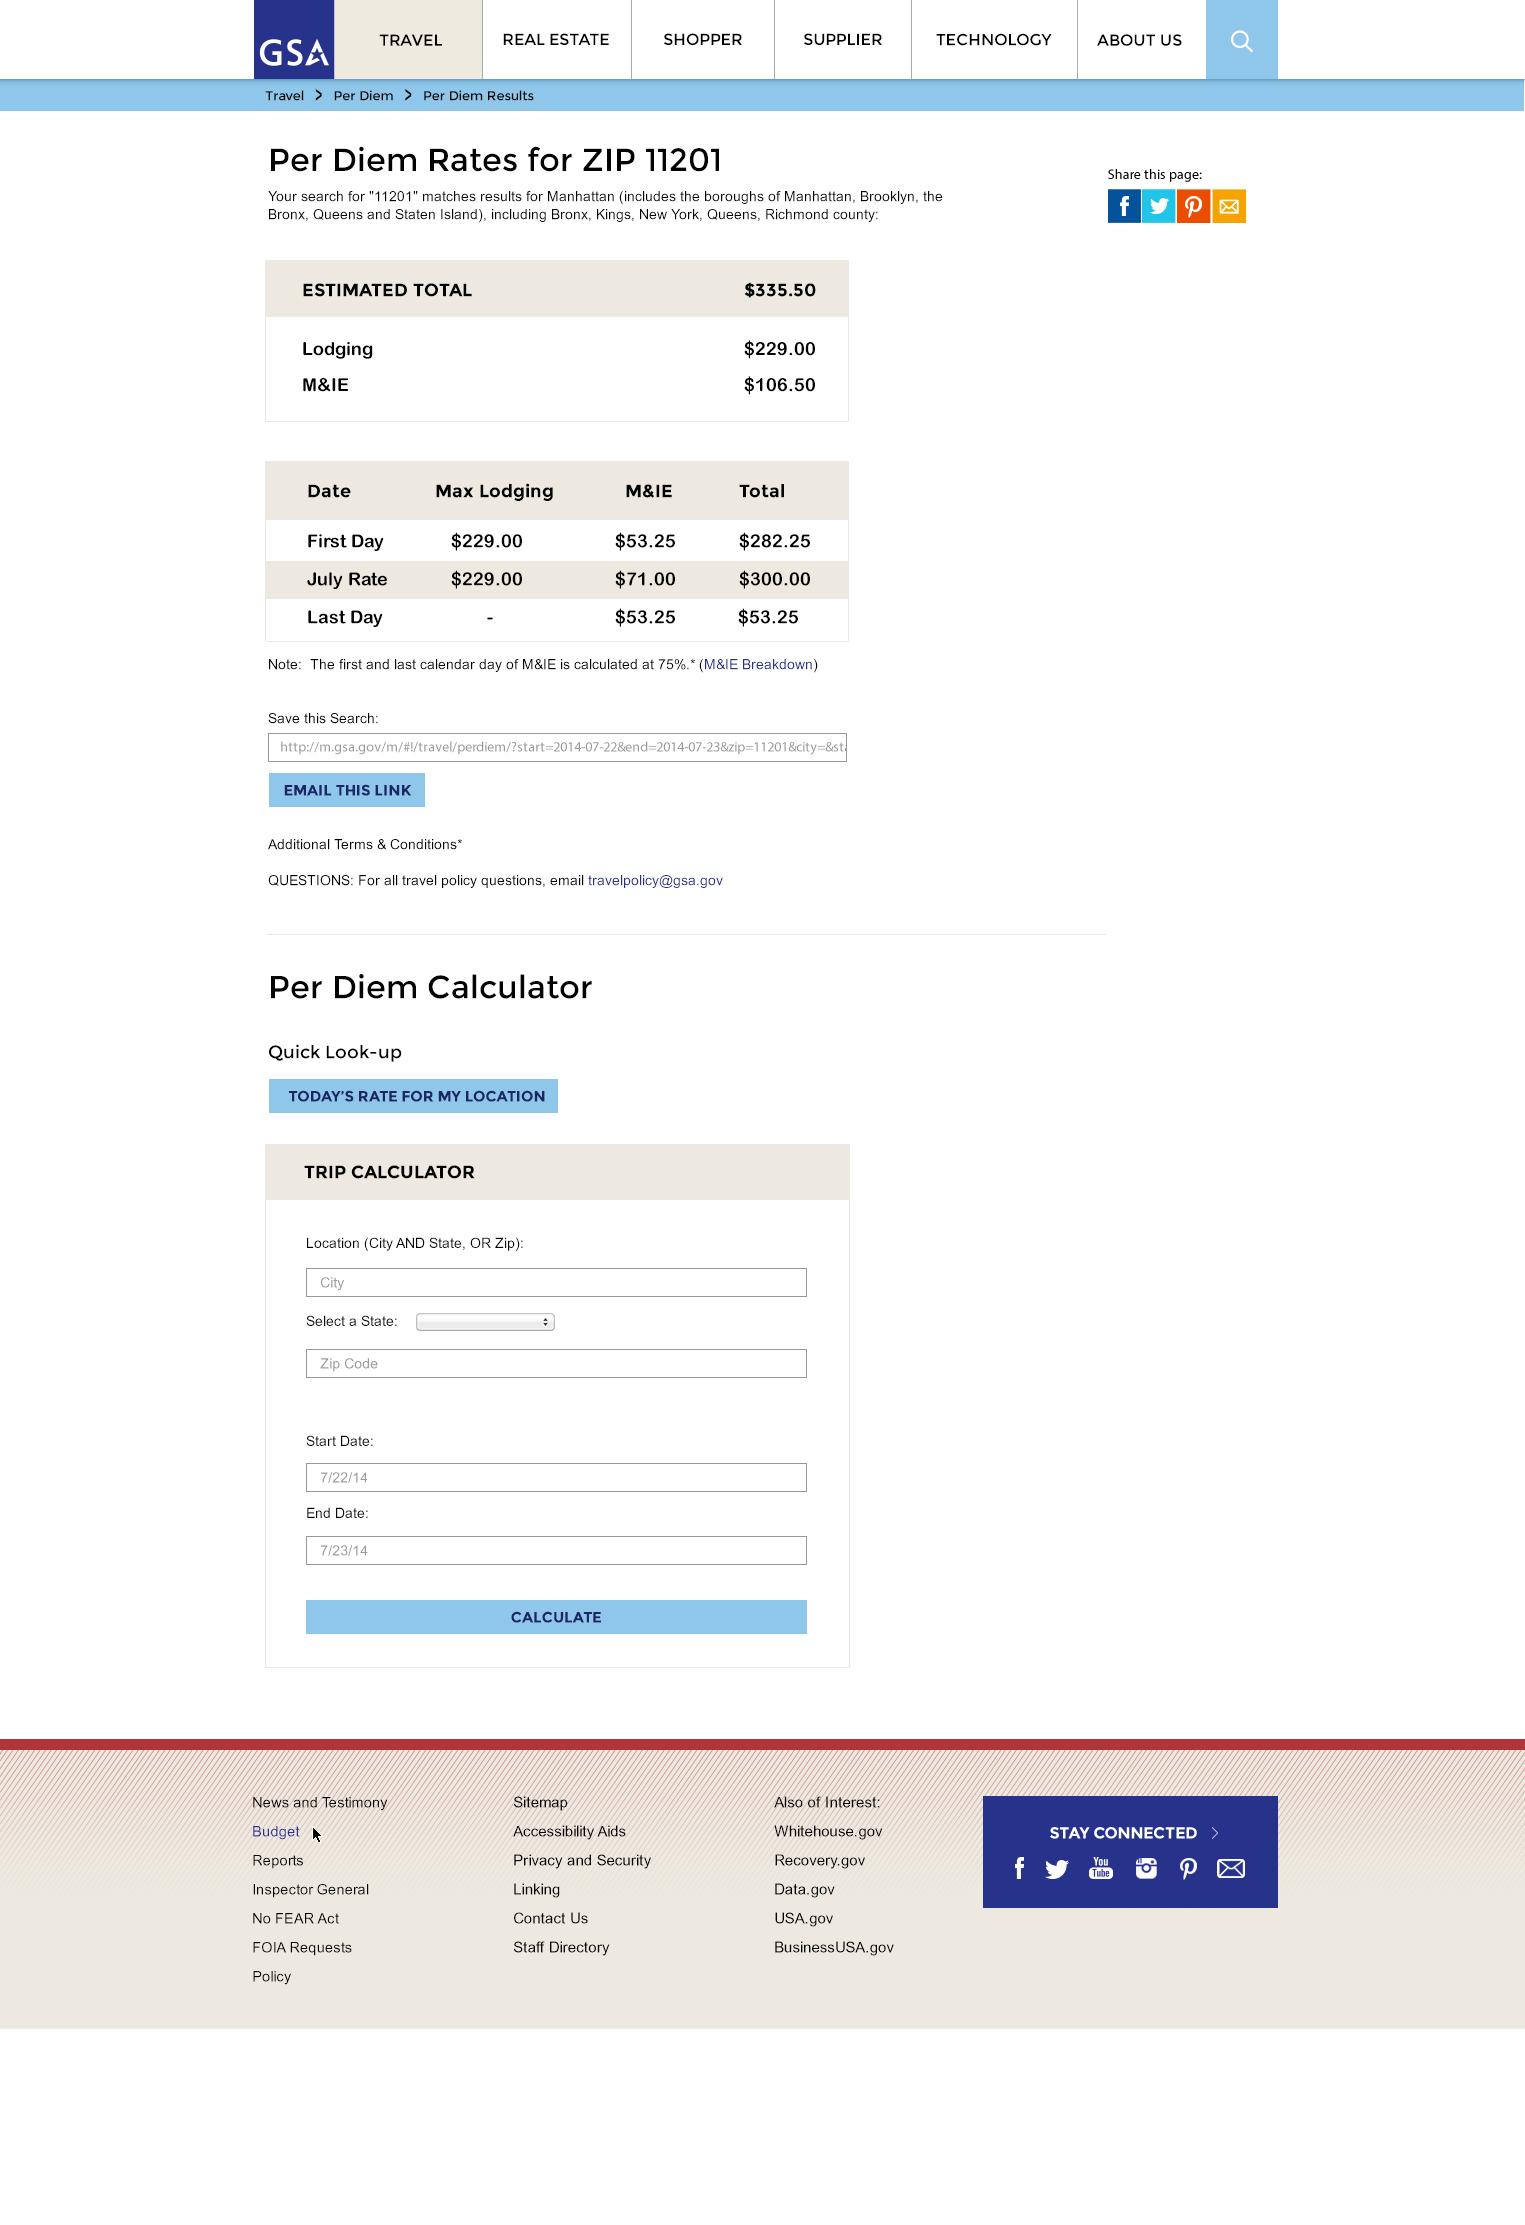 GSA
TRAVEL
REAL ESTATE
SHOPPER
SUPPLIER
TECHNOLOGY
ABOUT US
Travel > Per Diem > Per Diem Results
Per Diem Rates for ZIP 11201
Your search for "11201" matches results for Manhattan (includes the boroughs of Manhattan, Brooklyn, the
Bronx, Queens and Staten Island), including Bronx, Kings, New York, Queens, Richmond county:
Share this page:
ESTIMATED TOTAL $335.50
Lodging $229.00
M&IE $106.50
Date Max Lodging M&IE Total
First Day $229.00 $53.25 $282.25
July Rate $229.00 $71.00 $300.00
Last Day - $53.25 $53.25
Note: The first and last calendar day of M&IE is calculated at 75%.* (M&IE Breakdown)
Save this Search:
http://m.gsa.gov/m/#!/travel/perdiem/?start=2014-07-22&end=2014-07-23&zip=11201&city=&sta
EMAIL THIS LINK
Additional Terms & Conditions*
QUESTIONS: For all travel policy questions, email travelpolicy@gsa.gov
Per Diem Calculator
Quick Look-up
TODAY'S RATE FOR MY LOCATION
TRIP CALCULATOR
Location (City AND State, OR Zip):
City
Select a State:
Zip Code
Start Date:
7/22/14
End Date:
7/23/14
CALCULATE
News and Testimony
Budget
Reports
Inspector General
No FEAR Act
FOIA Requests
Policy
Sitemap
Accessibility Aids
Privacy and Security
Linking
Contact Us
Staff Directory
Also of Interest:
Whitehouse.gov
Recovery.gov
Data.gov
USA.gov
BusinessUSA.gov
STAY CONNECTED
You
Tube